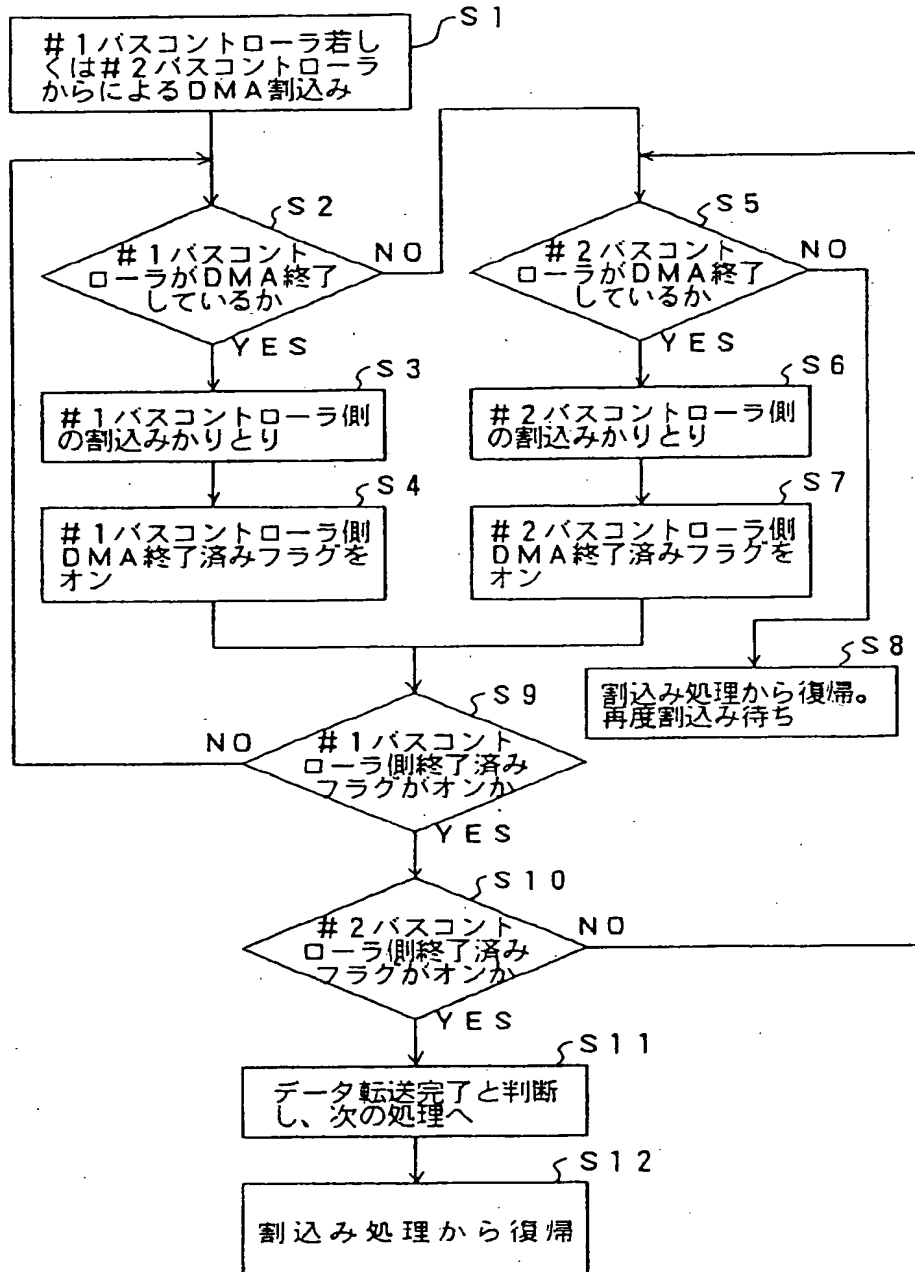 S1
#1バスコントローラ若し
くは#2バスコントローラ
からによるDMA割込み
S2
#1バスコント
ローラがDMA終了
しているか
NO
YES
S3
#1バスコントローラ側
の割込みかりとり
S4
#1バスコントローラ側
DMA終了済みフラグを
オン
S5
#2バスコント
ローラがDMA終了
しているか
NO
YES
S6
#2バスコントローラ側
の割込みかりとり
S7
#2バスコントローラ側
DMA終了済みフラグを
オン
S8
割込み処理から復帰。
再度割込み待ち
S9
#1バスコント
ローラ側終了済み
フラグがオンか
NO
YES
S10
#2バスコント
ローラ側終了済み
フラグがオンか
NO
YES
S11
データ転送完了と判断
し、次の処理へ
S12
割込み処理から復帰